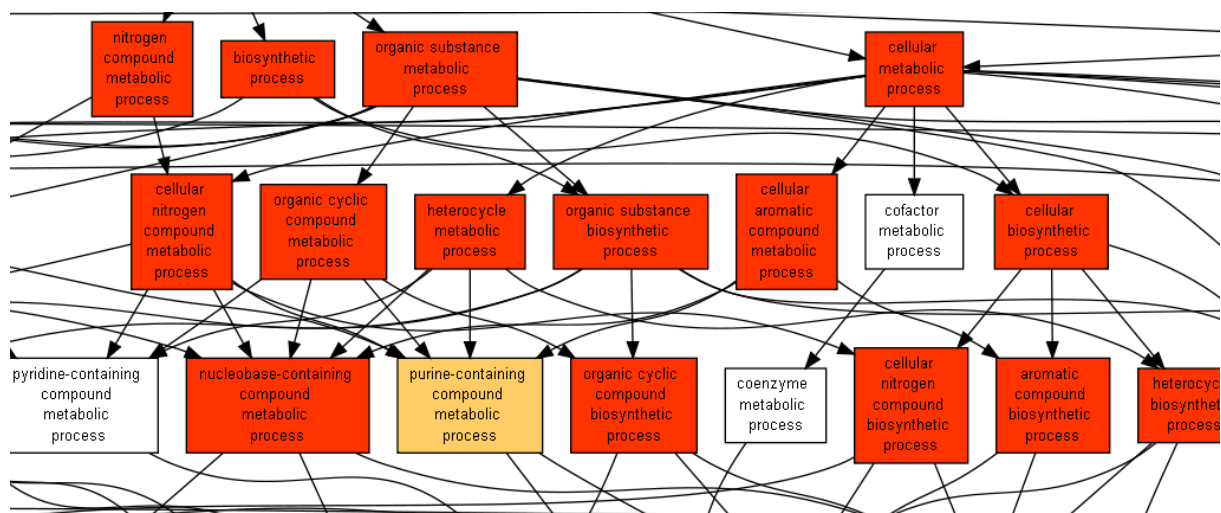 nitrogen
compound
metabolic
process
biosynthetic
process
organic substance
metabolic
process
cellular
metabolic
process
cellular
nitrogen
compound
metabolic
process
organic cyclic
compound
metabolic
process
heterocycle
metabolic
process
organic substance
biosynthetic
process
cellular
aromatic
compound
metabolic
process
cofactor
metabolic
process
cellular
biosynthetic
process
pyridine-containing
compound
metabolic
process
nucleobase-containing
compound
metabolic
process
purine-containing
compound
metabolic
process
organic cyclic
compound
biosynthetic
process
coenzyme
metabolic
process
cellular
nitrogen
compound
biosynthetic
process
aromatic
compound
biosynthetic
process
heterocyc
biosynthet
process